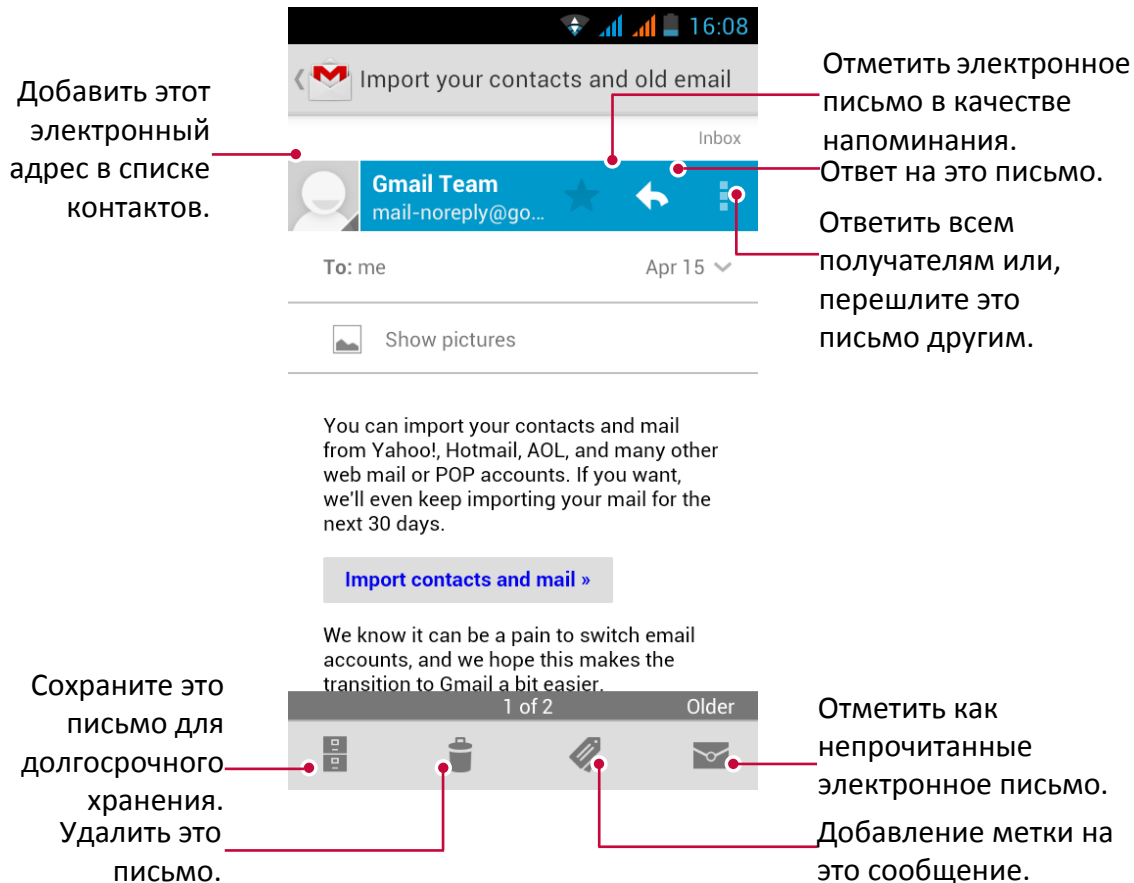 16:08
Import your contacts and old email
Inbox
Gmail Team
mail-noreply@go...
To: me
Apr 15
Show pictures
You can import your contacts and mail
from Yahoo!, Hotmail, AOL, and many other
web mail or POP accounts. If you want,
we'll even keep importing your mail for the
next 30 days.
Import contacts and mail »
We know it can be a pain to switch email
accounts, and we hope this makes the
transition to Gmail a bit easier.
1 of 2
Older
Добавить этот
электронный
адрес в списке
контактов.
Отметить электронное
письмо в качестве
напоминания.
Ответ на это письмо.
Ответить всем
получателям или,
перешлите это
письмо другим.
Сохраните это
письмо для
долгосрочного
хранения.
Удалить это
письмо.
Отметить как
непрочитанные
электронное письмо.
Добавление метки на
это сообщение.